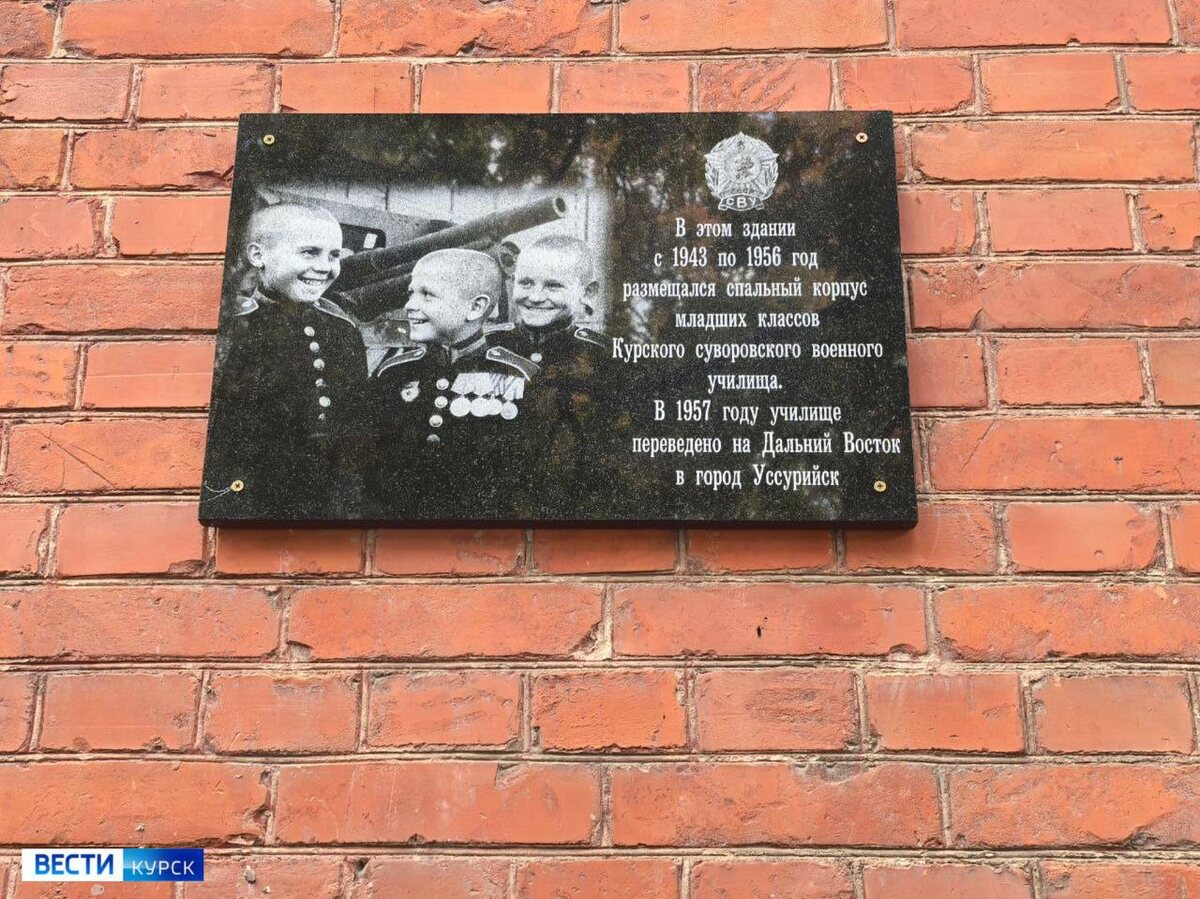 СССР
СВУ
В этом здании
с 1943 по 1956 год
размещался спальный корпус
младших классов
Курского суворовского военного
училища.
В 1957 году училище
переведено на Дальний Восток
в город Уссурийск
ВЕСТИ КУРСК